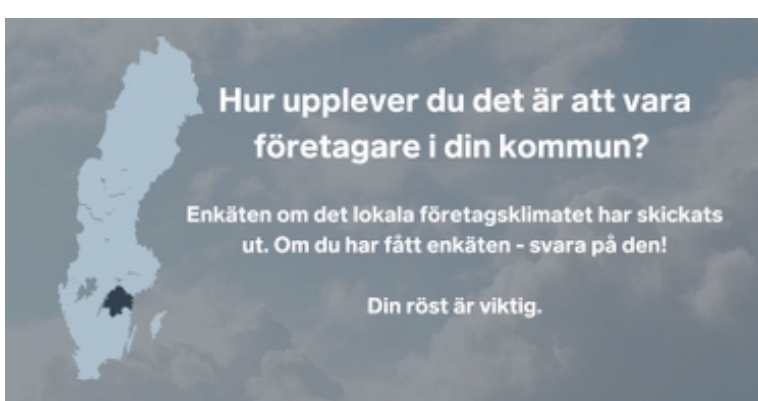 Hur upplever du det är att vara
företagare i din kommun?
Enkäten om det lokala företagsklimatet har skickats
ut. Om du har fått enkäten - svara på den!
Din röst är viktig.